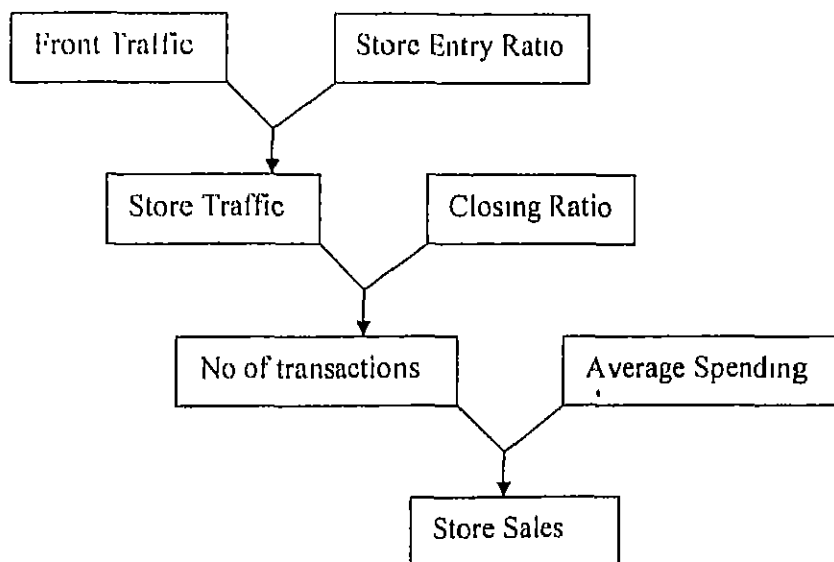 Front Traffic
Store Entry Ratio
Store Traffic
Closing Ratio
No of transactions
Average Spending
Store Sales